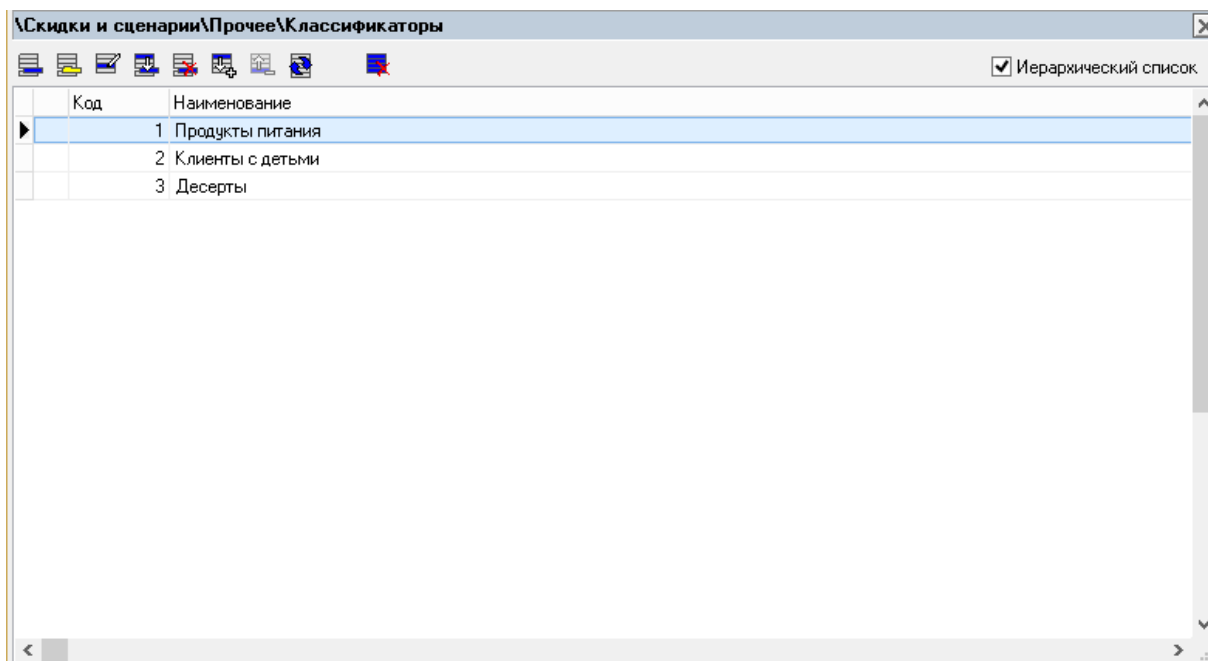 \Скидки и сценарии\Прочее\Классификаторы
Иерархический список
Код Наименование
1 Продукты питания
2 Клиенты с детьми
3 Десерты